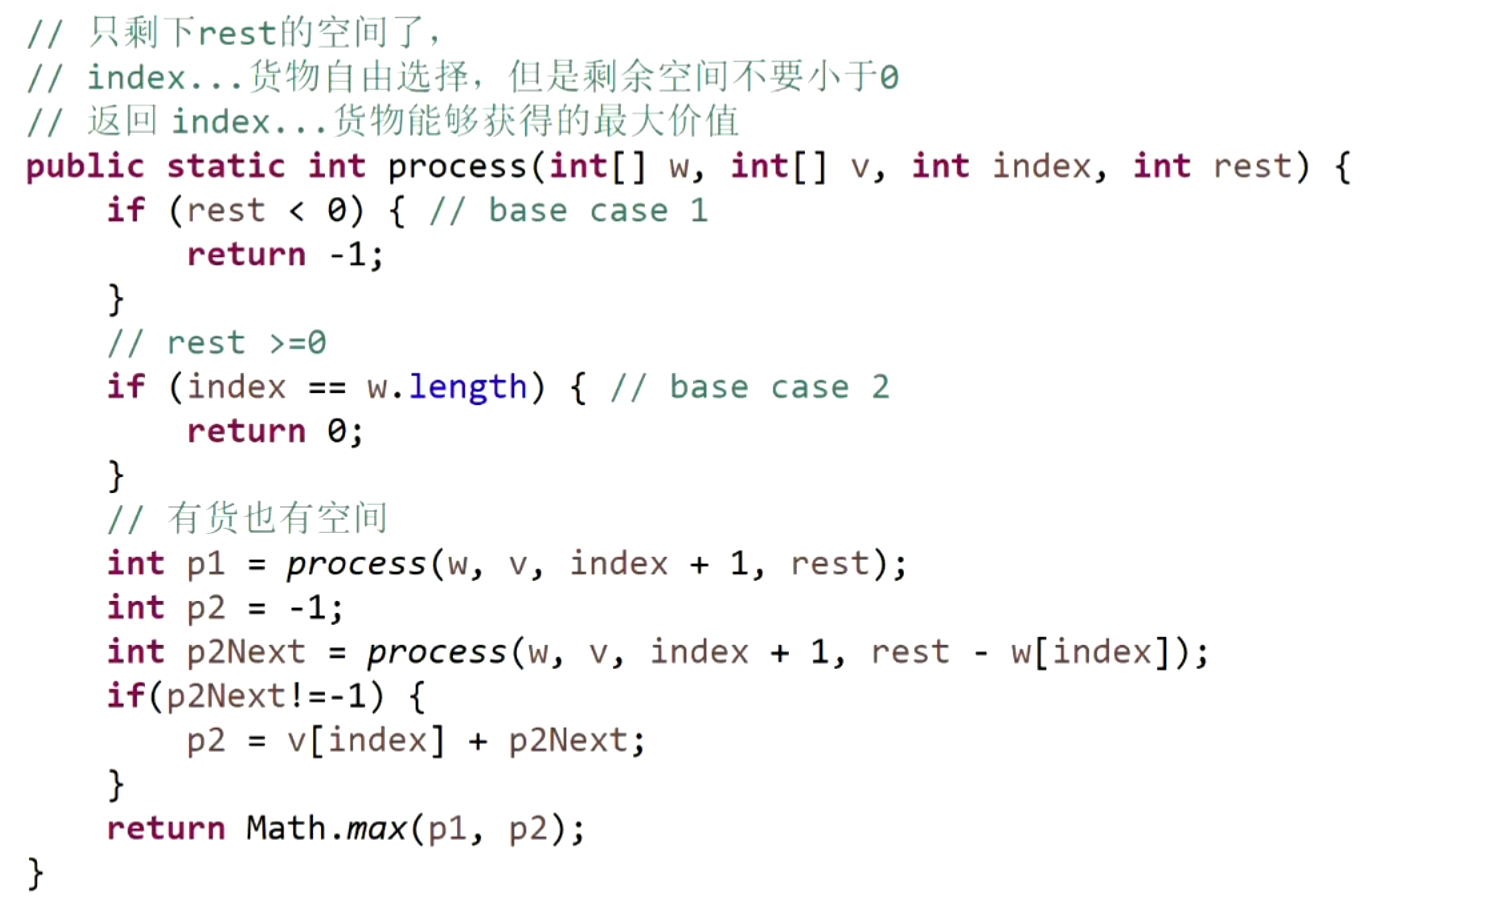 // 只剩下rest的空间了，
// index...货物自由选择，但是剩余空间不要小于0
// 返回 index...货物能够获得的最大价值
public static int process(int[] w, int[] v, int index, int rest) {
    if (rest < 0) { // base case 1
        return -1;
    }
    // rest >=0
    if (index == w.length) { // base case 2
        return 0;
    }
    // 有货也有空间
    int p1 = process(w, v, index + 1, rest);
    int p2 = -1;
    int p2Next = process(w, v, index + 1, rest - w[index]);
    if(p2Next!=-1) {
        p2 = v[index] + p2Next;
    }
    return Math.max(p1, p2);
}